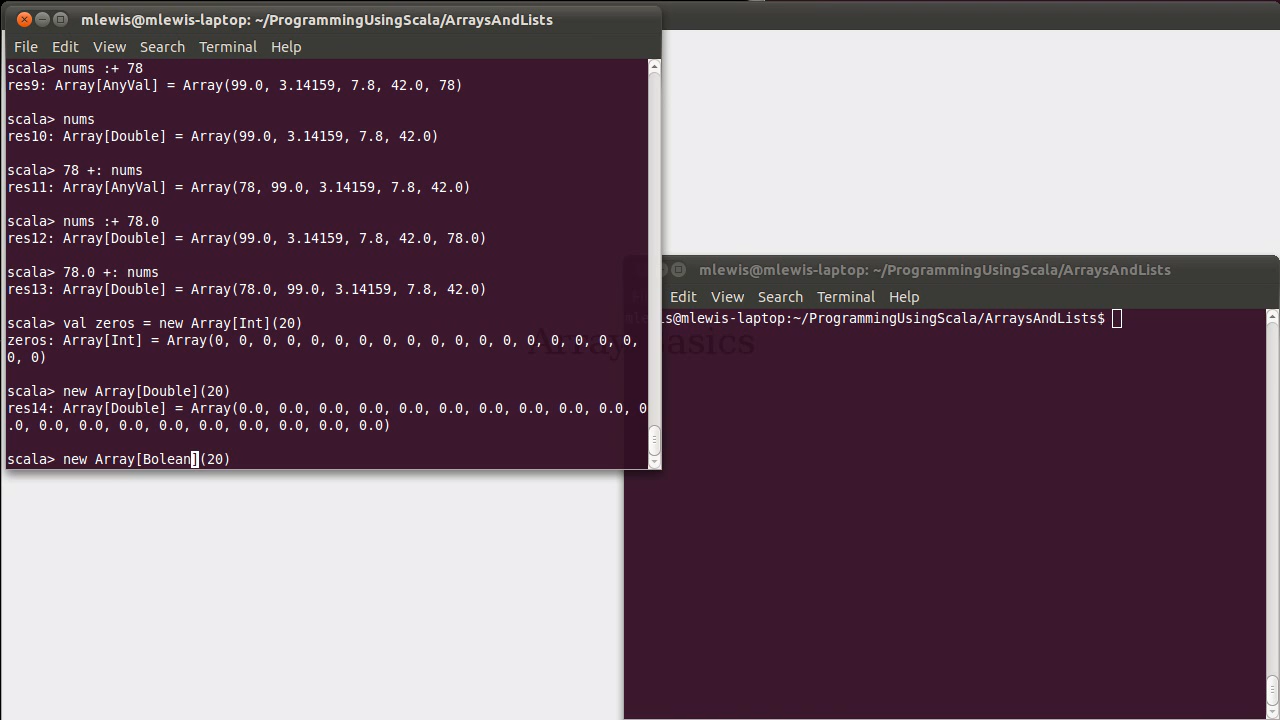 mlewis@mlewis-laptop: ~/ProgrammingUsingScala/ArraysAndLists
File Edit View Search Terminal Help
scala> nums :+ 78
res9: Array[AnyVal] = Array(99.0, 3.14159, 7.8, 42.0, 78)
scala> nums
res10: Array[Double] = Array(99.0, 3.14159, 7.8, 42.0)
scala> 78 +: nums
res11: Array[AnyVal] = Array(78, 99.0, 3.14159, 7.8, 42.0)
scala> nums :+ 78.0
res12: Array[Double] = Array(99.0, 3.14159, 7.8, 42.0, 78.0)
scala> 78.0 +: nums
res13: Array[Double] = Array(78.0, 99.0, 3.14159, 7.8, 42.0)
scala> val zeros = new Array[Int](20)
zeros: Array[Int] = Array(0, 0, 0, 0, 0, 0, 0, 0, 0, 0, 0, 0, 0, 0, 0, 0, 0, 0,
0, 0)
scala> new Array[Double](20)
res14: Array[Double] = Array(0.0, 0.0, 0.0, 0.0, 0.0, 0.0, 0.0, 0.0, 0.0, 0.0, 0
.0, 0.0, 0.0, 0.0, 0.0, 0.0, 0.0, 0.0, 0.0, 0.0)
scala> new Array[Bolean](20)
mlewis@mlewis-laptop: ~/ProgrammingUsingScala/ArraysAndLists
File Edit View Search Terminal Help
mlewis@mlewis-laptop:~/ProgrammingUsingScala/ArraysAndLists$
Array Basics